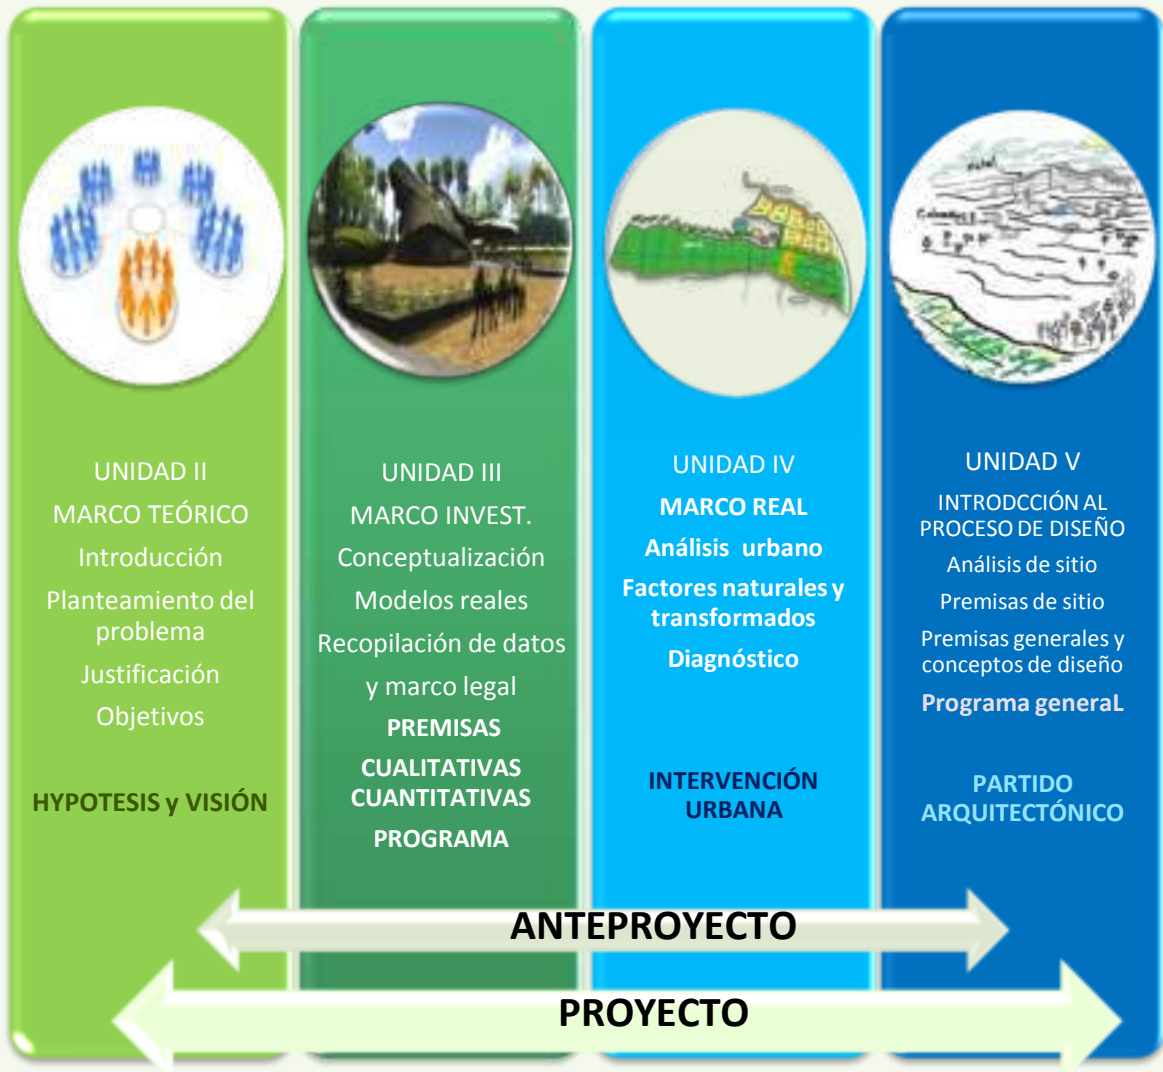 UNIDAD II
MARCO TEÓRICO
Introducción
Planteamiento del
problema
Justificación
Objetivos
HYPOTESIS y VISIÓN
UNIDAD III
MARCO INVEST.
Conceptualización
Modelos reales
Recopilación de datos
y marco legal
PREMISAS
CUALITATIVAS
CUANTITATIVAS
PROGRAMA
UNIDAD IV
MARCO REAL
Análisis urbano
Factores naturales y
transformados
Diagnóstico
INTERVENCIÓN
URBANA
UNIDAD V
INTRODCCIÓN AL
PROCESO DE DISEÑO
Análisis de sitio
Premisas de sitio
Premisas generales y
conceptos de diseño
Programa generaL
PARTIDO
ARQUITECTÓNICO
ANTEPROYECTO
PROYECTO